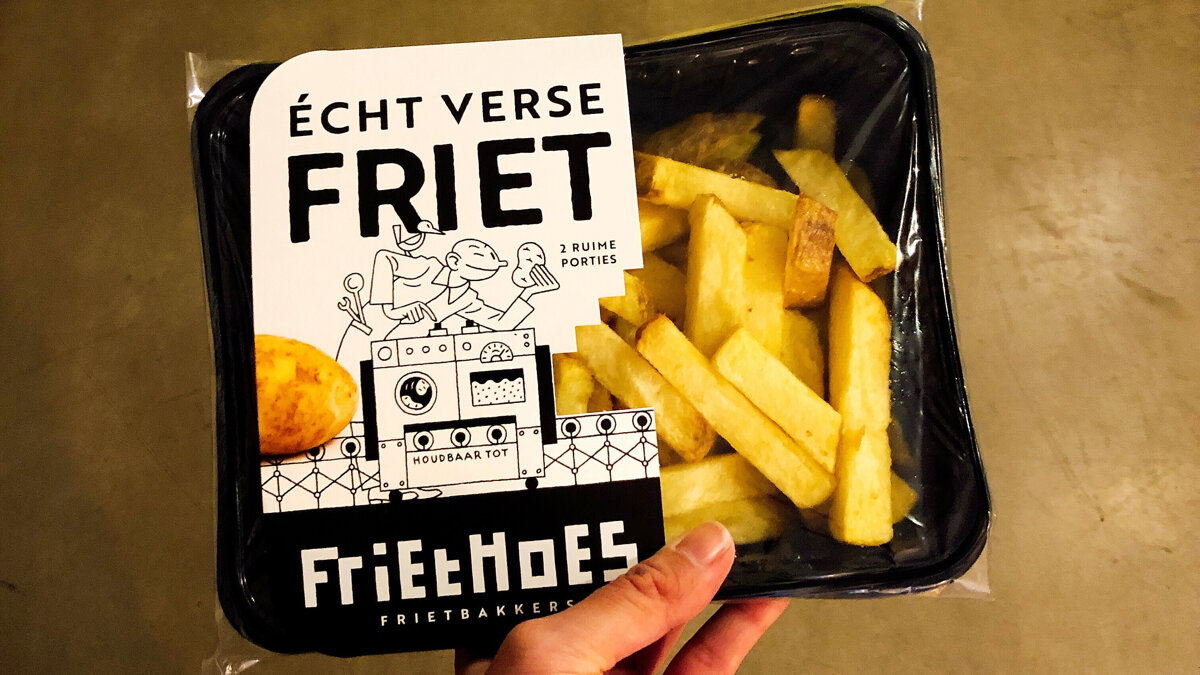 ÉCHT VERSE
FRIET
2 RUIME
PORTIES
HOUDBAAR TOT
FriEtHoES
FRIETBAKKERS